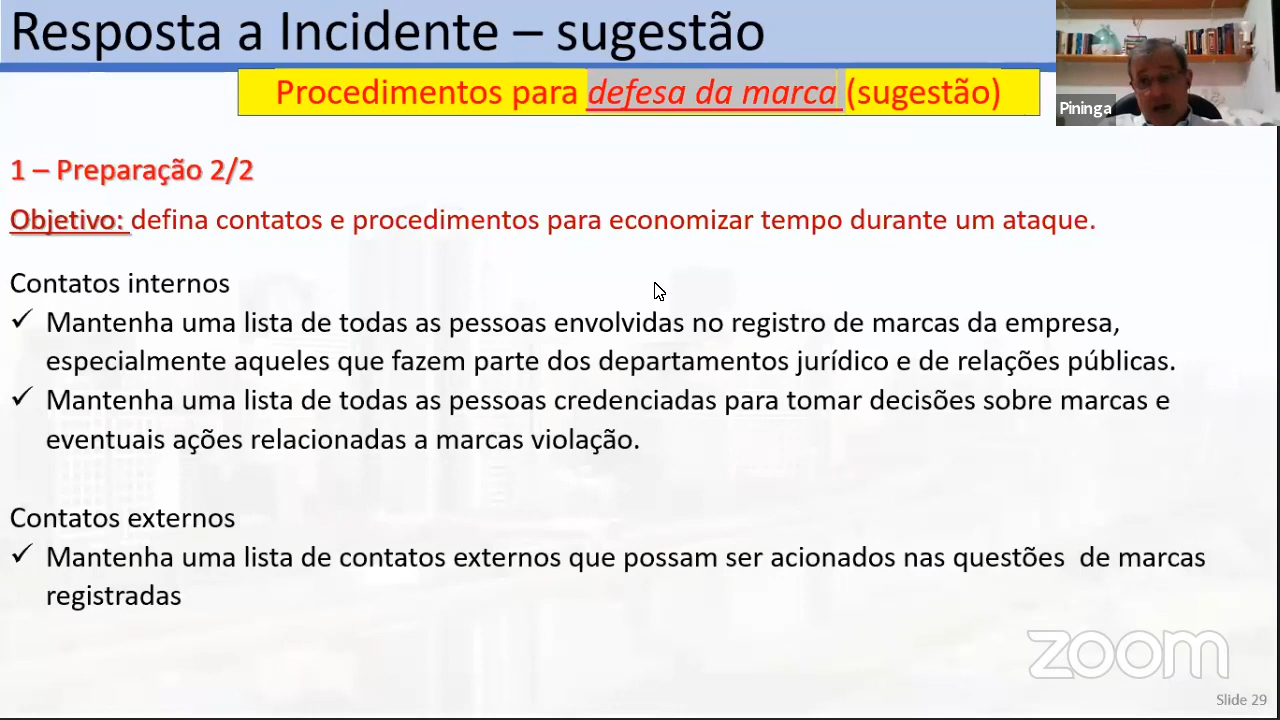 Resposta a Incidente – sugestão
Procedimentos para defesa da marca (sugestão)
Pininga
1 – Preparação 2/2
Objetivo: defina contatos e procedimentos para economizar tempo durante um ataque.
Contatos internos
✓ Mantenha uma lista de todas as pessoas envolvidas no registro de marcas da empresa,
especialmente aqueles que fazem parte dos departamentos jurídico e de relações públicas.
✓ Mantenha uma lista de todas as pessoas credenciadas para tomar decisões sobre marcas e
eventuais ações relacionadas a marcas violação.
Contatos externos
✓ Mantenha uma lista de contatos externos que possam ser acionados nas questões  de marcas
registradas
zoom
Slide 29